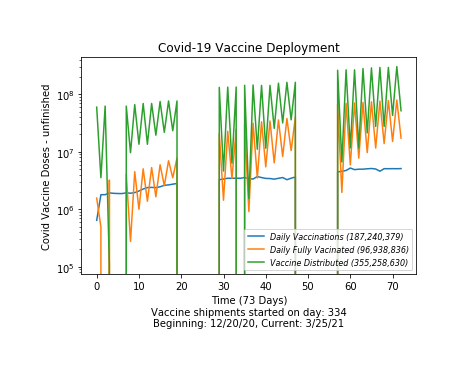 Covid-19 Vaccine Deployment
Covid Vaccine Doses - unfinished
10⁸
10⁷
10⁶
10⁵
Daily Vaccinations (187,240,379)
Daily Fully Vacinated (96,938,836)
Vaccine Distributed (355,258,630)
0 10 20 30 40 50 60 70
Time (73 Days)
Vaccine shipments started on day: 334
Beginning: 12/20/20, Current: 3/25/21